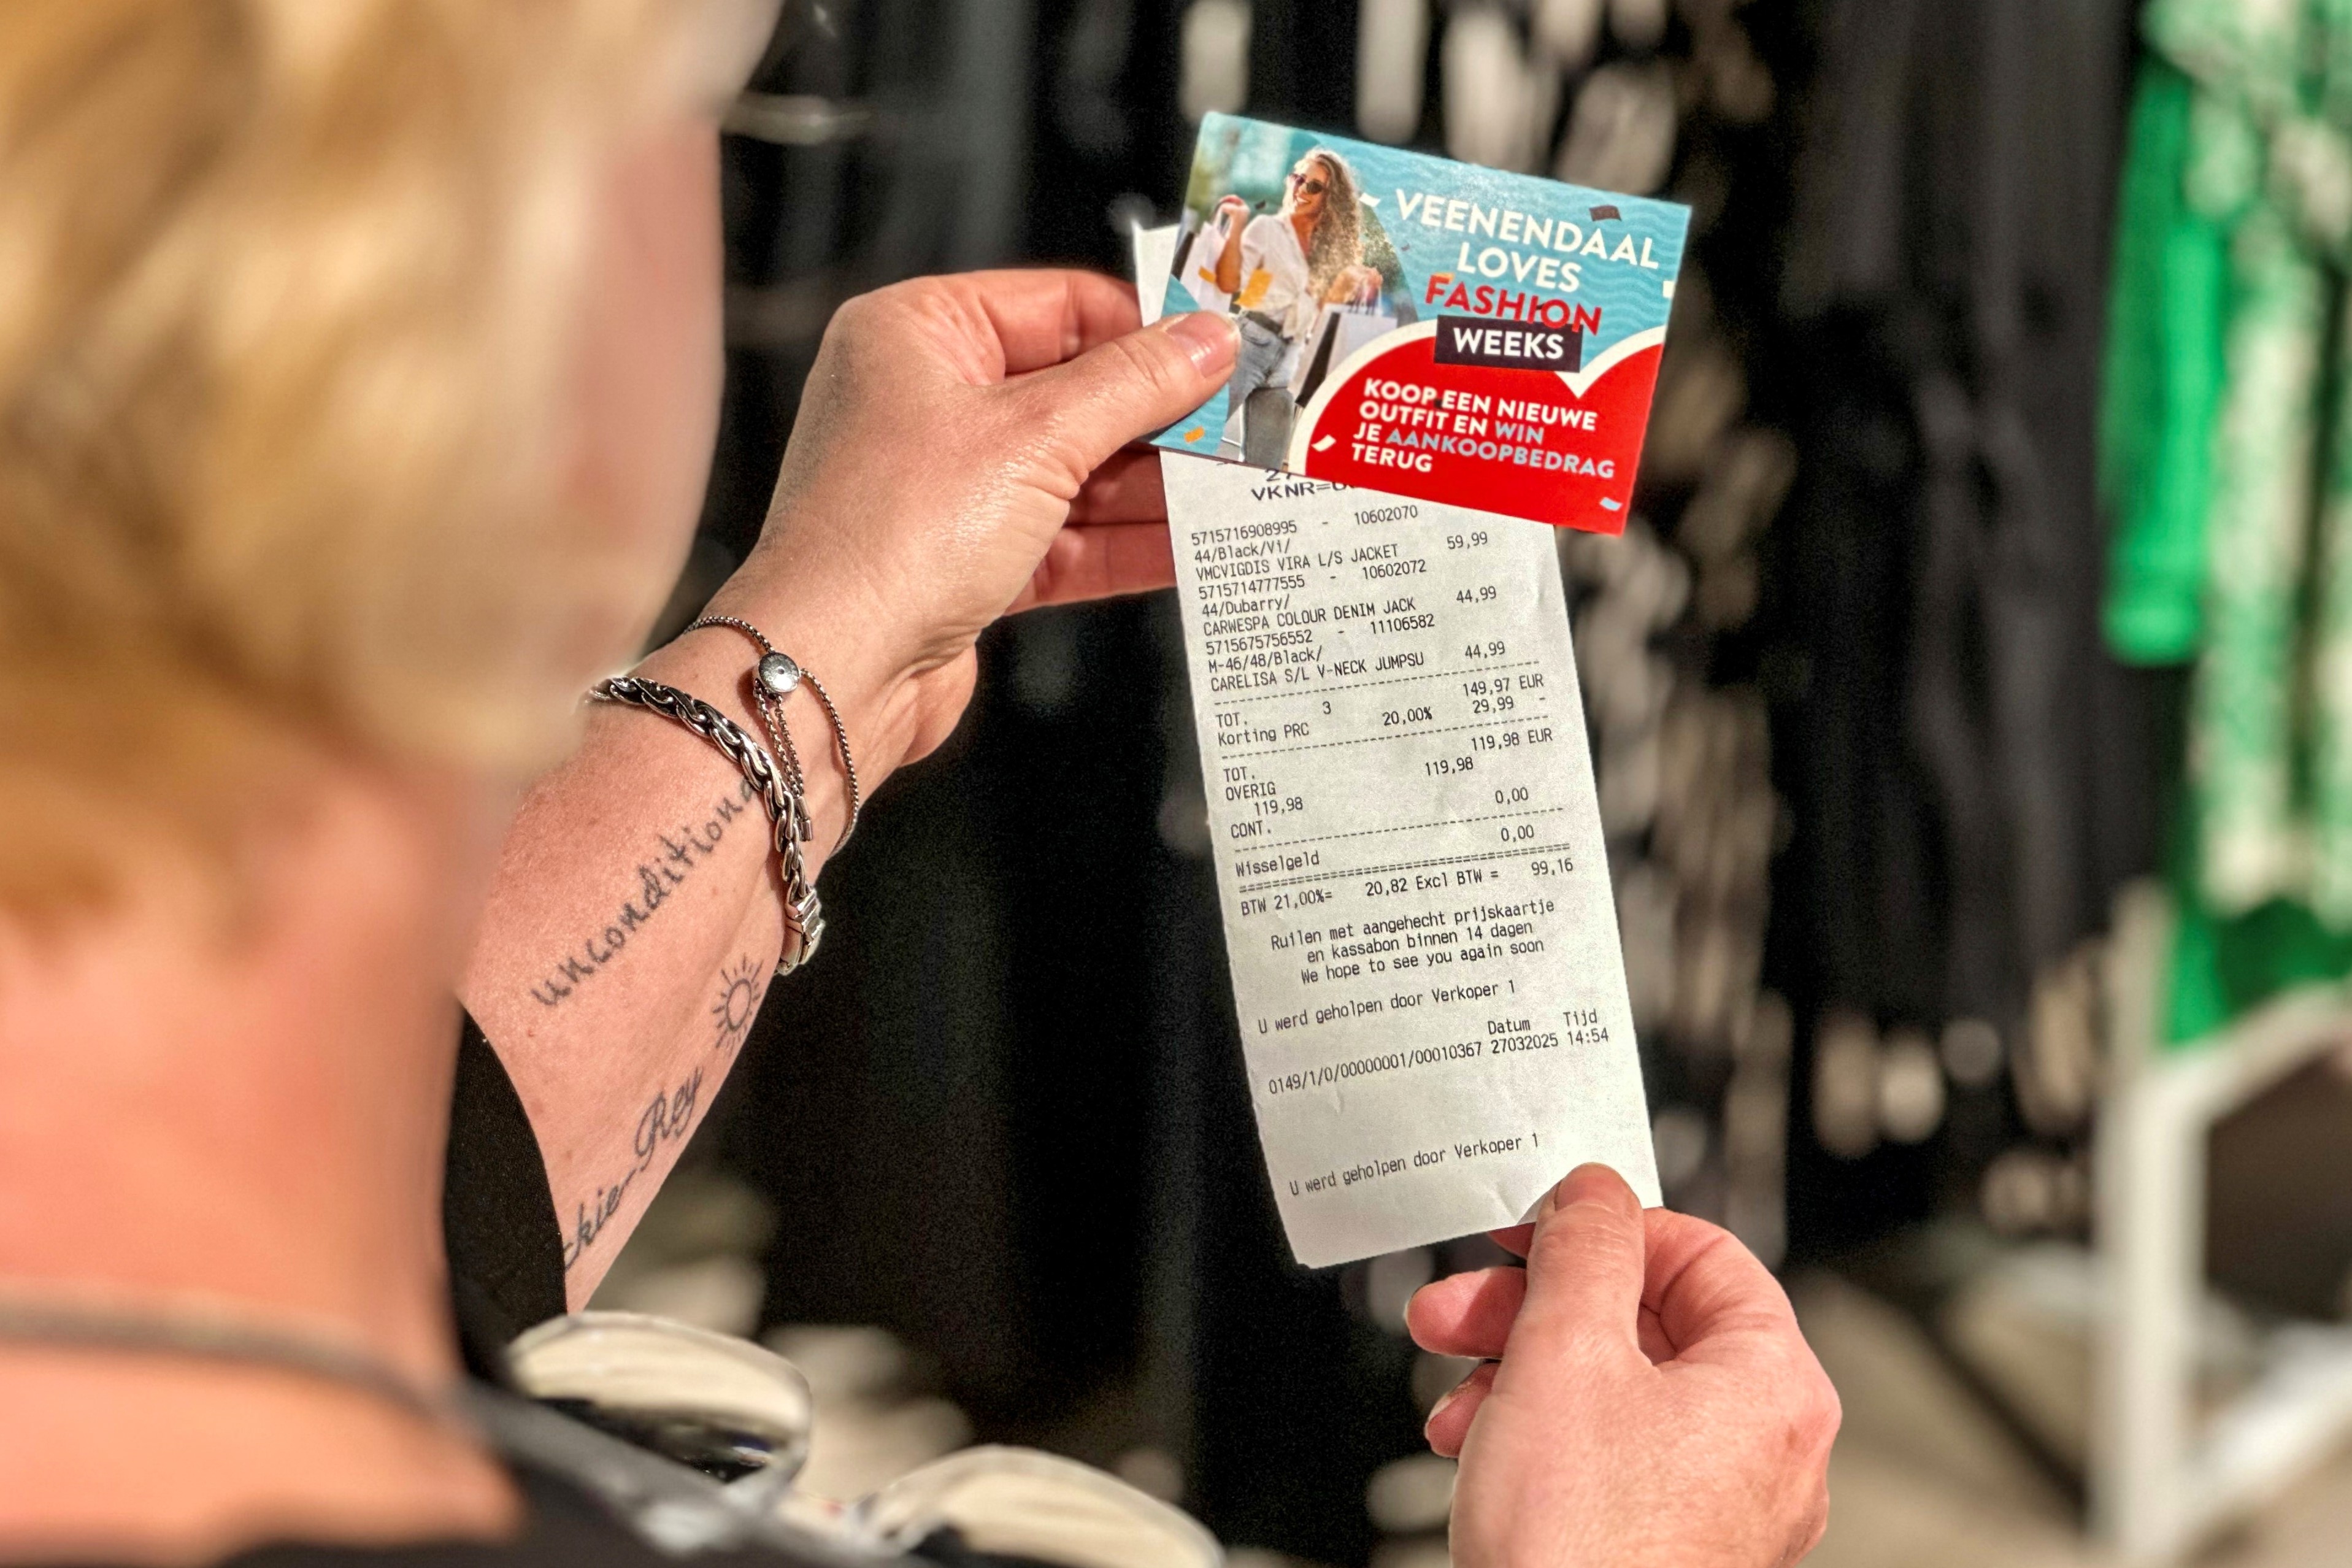 VEENENDAAL
LOVES
FASHION
WEEKS
KOOP EEN NIEUWE
OUTFIT EN WIN
JE AANKOOPBEDRAG
TERUG
5715716908995 - 10602070
44/Black/Vi/
VMCVIGDIS VIRA L/S JACKET 59,99
5715714777555 - 10602072
44/Dubarry/
CARWESPA COLOUR DENIM JACK 44,99
5715675756552 - 11106582
M-46/48/Black/
CARELISA S/L V-NECK JUMPSU 44,99
TOT. 3 149,97 EUR
Korting PRC 20,00% 29,99 -
TOT. 119,98 EUR
OVERIG 119,98
119,98
CONT. 0,00
Wisselgeld 0,00
BTW 21,00%= 20,82 Excl BTW = 99,16
Ruilen met aangehecht prijskaartje
en kassabon binnen 14 dagen
We hope to see you again soon
U werd geholpen door Verkoper 1
Datum Tijd
0149/1/0/00000001/00010367 27032025 14:54
U werd geholpen door Verkoper 1